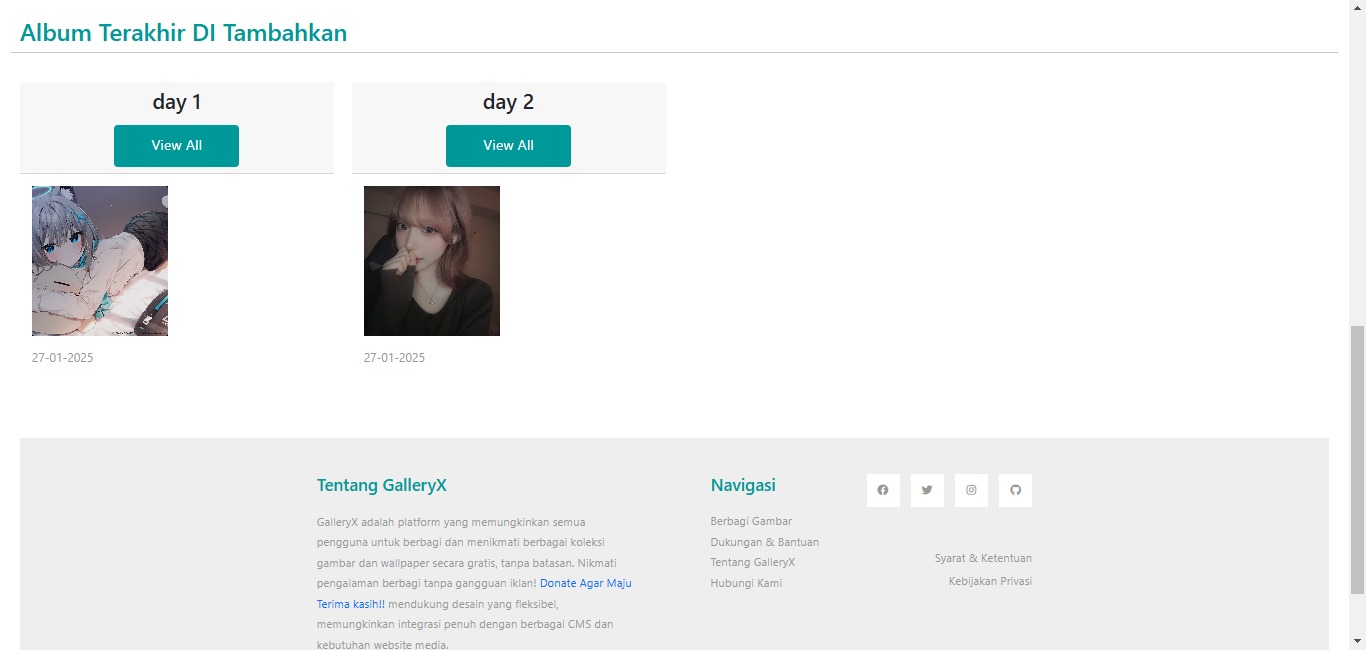 Album Terakhir DI Tambahkan
day 1
View All
27-01-2025
day 2
View All
27-01-2025
Tentang GalleryX
GalleryX adalah platform yang memungkinkan semua
pengguna untuk berbagi dan menikmati berbagai koleksi
gambar dan wallpaper secara gratis, tanpa batasan. Nikmati
pengalaman berbagi tanpa gangguan iklan! Donate Agar Maju
Terima kasih!! mendukung desain yang fleksibel,
memungkinkan integrasi penuh dengan berbagai CMS dan
kebutuhan website media.
Navigasi
Berbagi Gambar
Dukungan & Bantuan
Tentang GalleryX
Hubungi Kami
Syarat & Ketentuan
Kebijakan Privasi